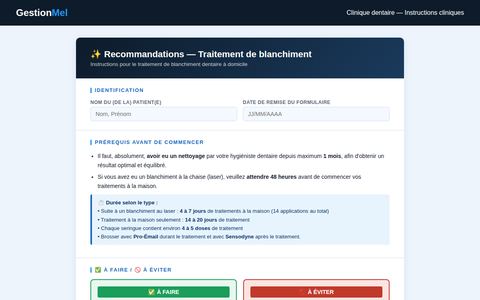 GestionMel
Clinique dentaire — Instructions cliniques
✨ Recommandations — Traitement de blanchiment
Instructions pour le traitement de blanchiment dentaire à domicile
IDENTIFICATION
NOM DU (DE LA) PATIENT(E)
DATE DE REMISE DU FORMULAIRE
Nom, Prénom
JJ/MM/AAAA
PRÉREQUIS AVANT DE COMMENCER
• Il faut, absolument, avoir eu un nettoyage par votre hygiéniste dentaire depuis maximum 1 mois, afin d'obtenir un
résultat optimal et équilibré.
• Si vous avez eu un blanchiment à la chaise (laser), veuillez attendre 48 heures avant de commencer vos
traitements à la maison.
⏱️ Durée selon le type :
• Suite à un blanchiment au laser : 4 à 7 jours de traitements à la maison (14 applications au total)
• Traitement à la maison seulement : 14 à 20 jours de traitement
• Chaque seringue contient environ 4 à 5 doses de traitement
• Brosser avec Pro-Émail durant le traitement et avec Sensodyne après le traitement.
✅ À FAIRE / 🚫 À ÉVITER
✅ À FAIRE
🚫 À ÉVITER